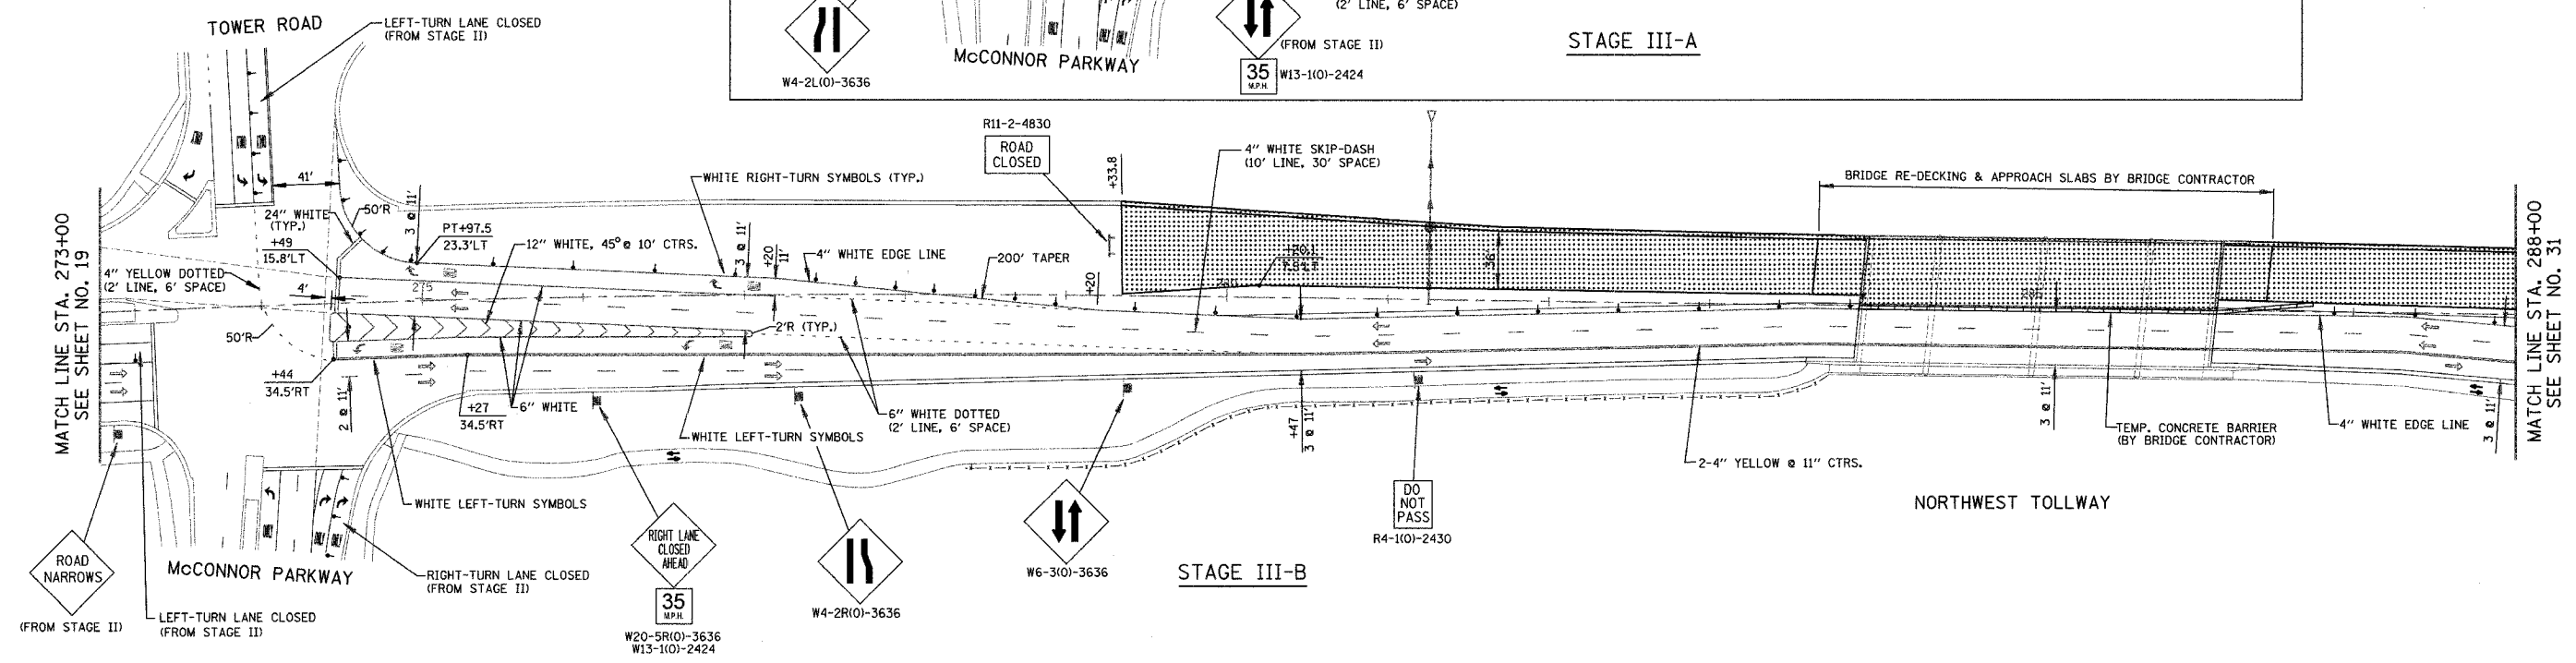 TOWER ROAD
LEFT-TURN LANE CLOSED
(FROM STAGE II)
W4-2L(O)-3636
McCONNOR PARKWAY
(2' LINE, 6' SPACE)
(FROM STAGE II)
35
M.P.H.
W13-1(O)-2424
STAGE III-A
MATCH LINE STA. 273+00
SEE SHEET NO. 19
41'
24" WHITE
(TYP.)
50'R
3 @ 11'
+49
15.8'LT
PT+97.5
23.3'LT
12" WHITE, 45° @ 10' CTRS.
WHITE RIGHT-TURN SYMBOLS (TYP.)
3 @ 11'
+20
11'
4" WHITE EDGE LINE
200' TAPER
R11-2-4830
ROAD
CLOSED
+33.8
+20
4" WHITE SKIP-DASH
(10' LINE, 30' SPACE)
+20.1
36'
BRIDGE RE-DECKING & APPROACH SLABS BY BRIDGE CONTRACTOR
MATCH LINE STA. 288+00
SEE SHEET NO. 31
4" YELLOW DOTTED
(2' LINE, 6' SPACE)
4'
275
50'R
2'R (TYP.)
+44
34.5'RT
2 @ 11'
+27
34.5'RT
6" WHITE
6" WHITE DOTTED
(2' LINE, 6' SPACE)
WHITE LEFT-TURN SYMBOLS
WHITE LEFT-TURN SYMBOLS
+47
3 @ 11'
3 @ 11'
TEMP. CONCRETE BARRIER
(BY BRIDGE CONTRACTOR)
4" WHITE EDGE LINE
3 @ 11'
2-4" YELLOW @ 11" CTRS.
NORTHWEST TOLLWAY
ROAD
NARROWS
(FROM STAGE II)
McCONNOR PARKWAY
LEFT-TURN LANE CLOSED
(FROM STAGE II)
RIGHT-TURN LANE CLOSED
(FROM STAGE II)
RIGHT LANE
CLOSED
AHEAD
35
M.P.H.
W20-5R(O)-3636
W13-1(O)-2424
W4-2R(O)-3636
W6-3(O)-3636
DO
NOT
PASS
R4-1(O)-2430
STAGE III-B